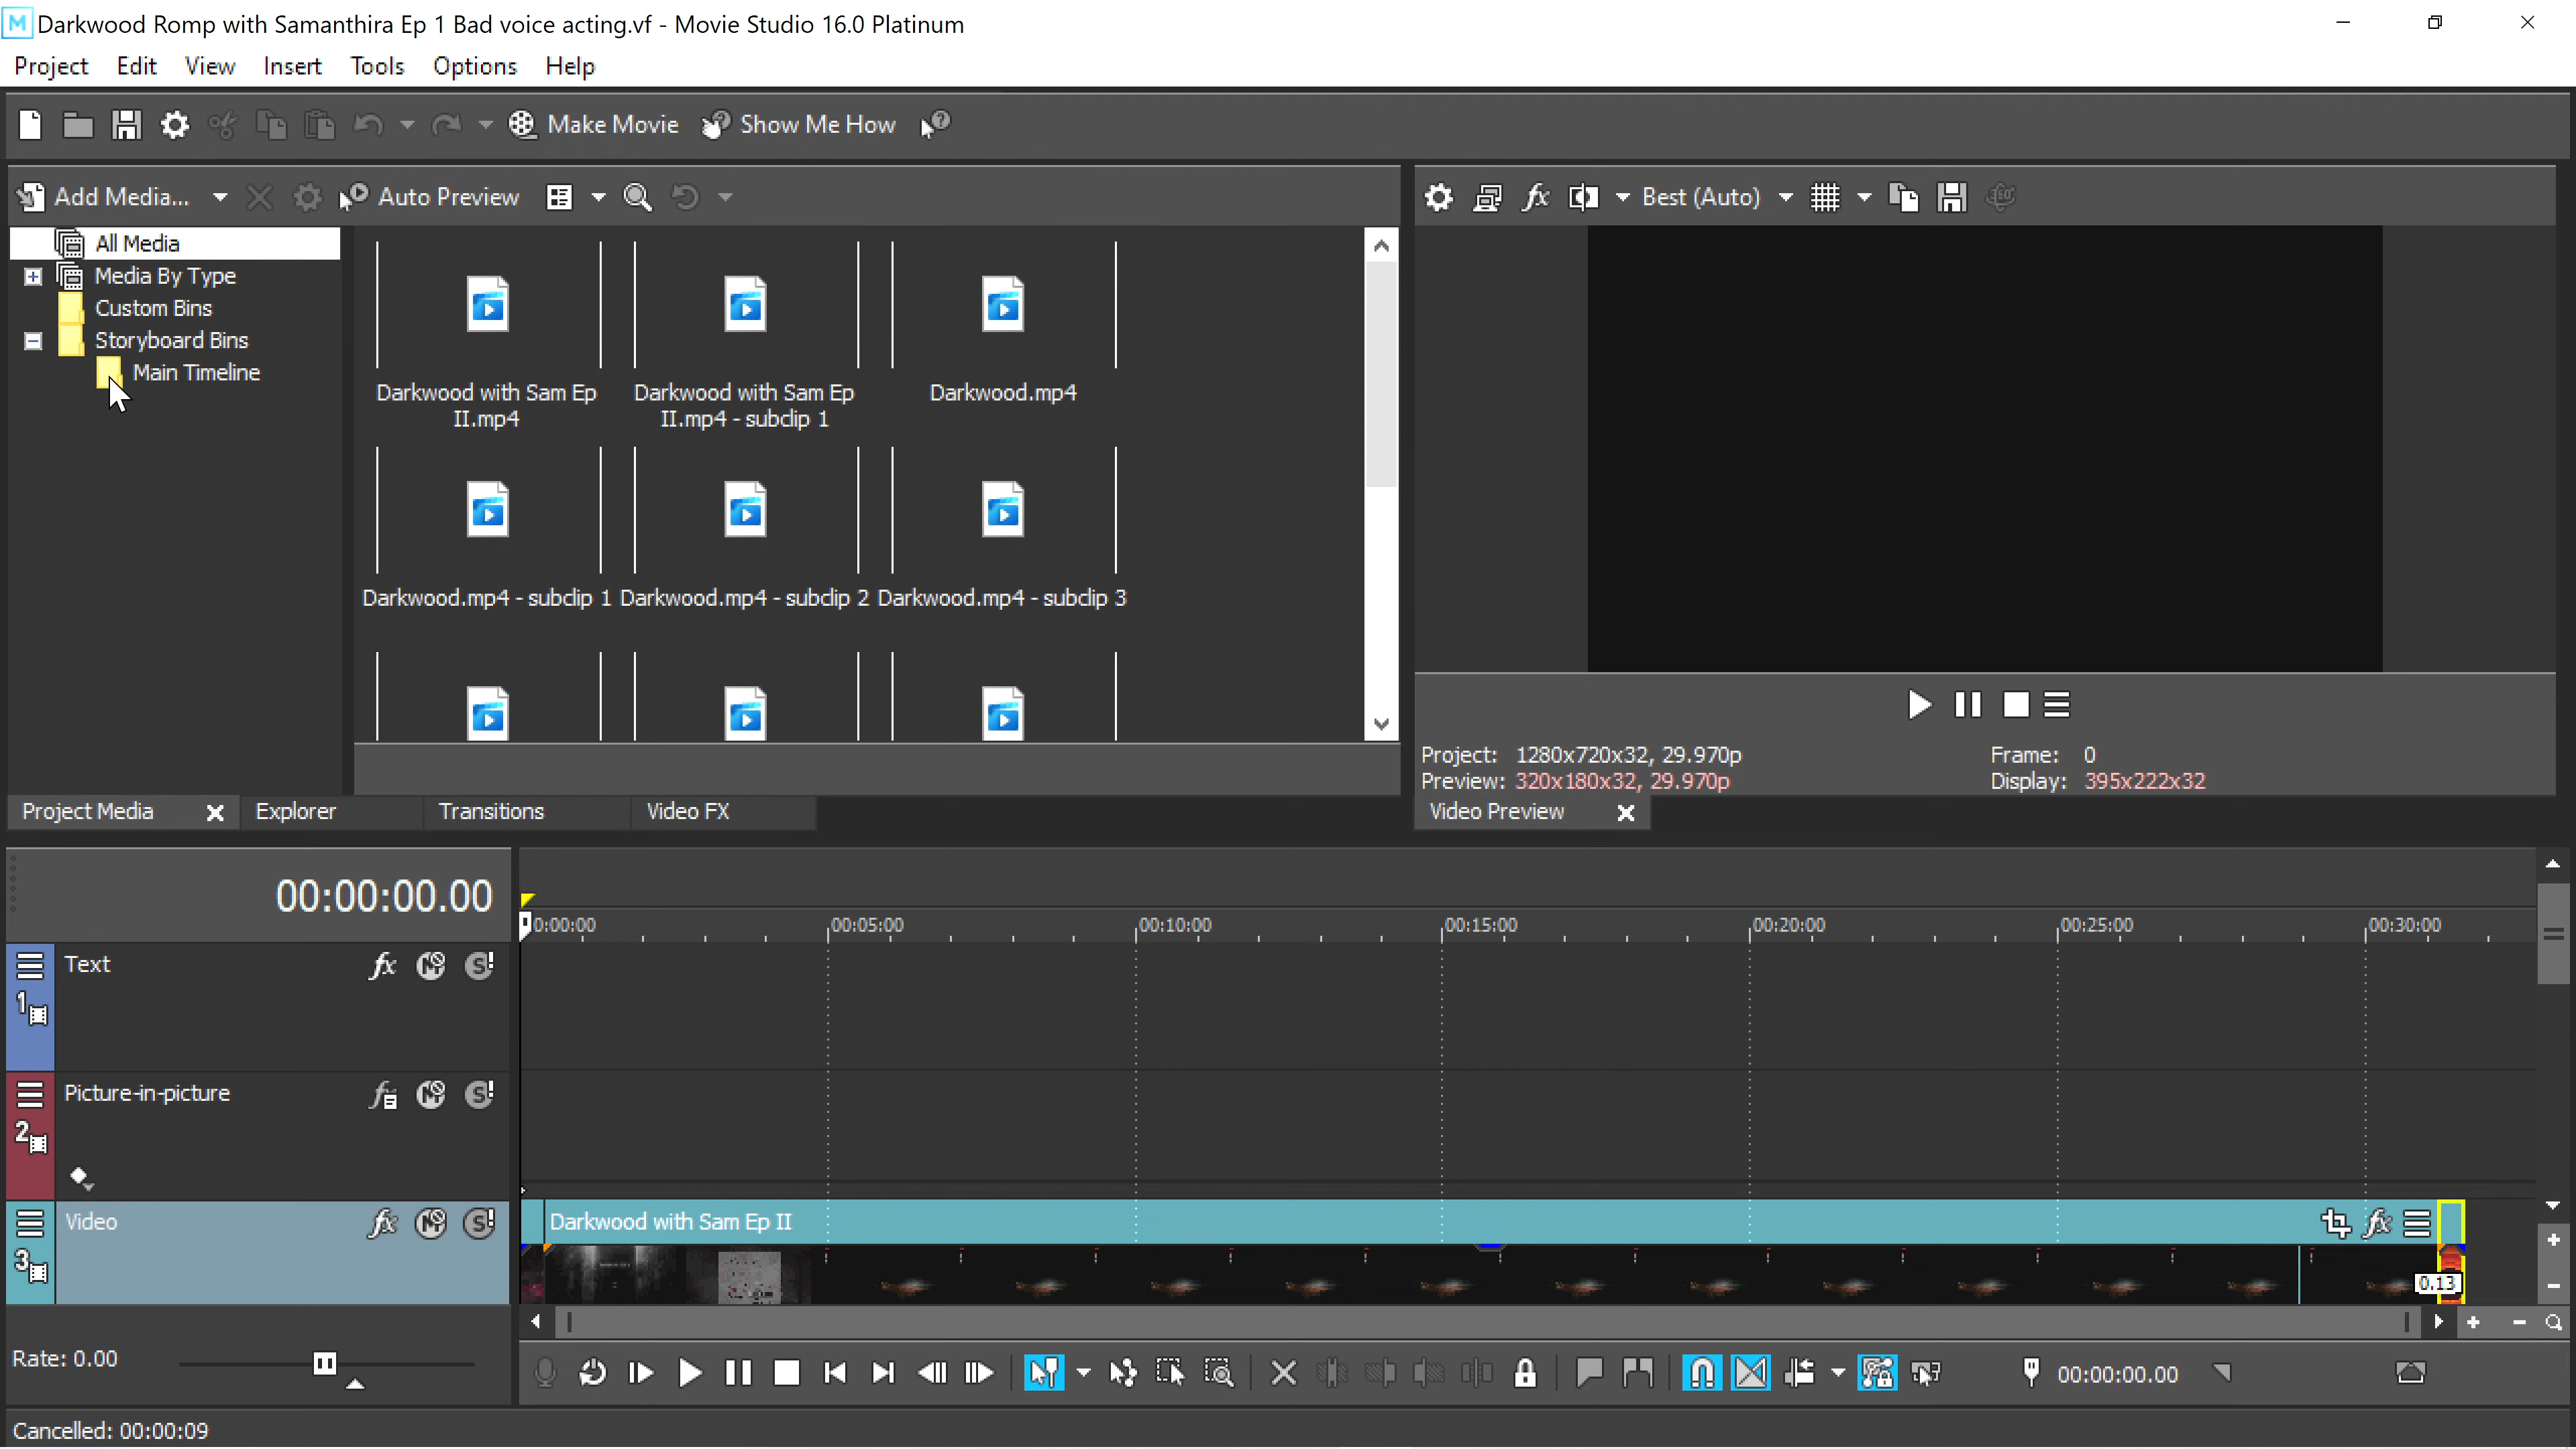 Darkwood Romp with Samanthira Ep 1 Bad voice acting.vf - Movie Studio 16.0 Platinum
Project Edit View Insert Tools Options Help
Make Movie Show Me How
Add Media... Auto Preview
Best (Auto)
All Media
Media By Type
Custom Bins
Storyboard Bins
Main Timeline
Darkwood with Sam Ep
II.mp4
Darkwood with Sam Ep
II.mp4 - subclip 1
Darkwood.mp4
Darkwood.mp4 - subclip 1
Darkwood.mp4 - subclip 2
Darkwood.mp4 - subclip 3
Project: 1280x720x32, 29.970p
Frame: 0
Preview: 320x180x32, 29.970p
Display: 395x222x32
Project Media Explorer Transitions Video FX
Video Preview
00:00:00.00
0:00:00 00:05:00 00:10:00 00:15:00 00:20:00 00:25:00 00:30:00
Text
1
Picture-in-picture
2
Video
3
Darkwood with Sam Ep II
0.13
Rate: 0.00
00:00:00.00
Cancelled: 00:00:09